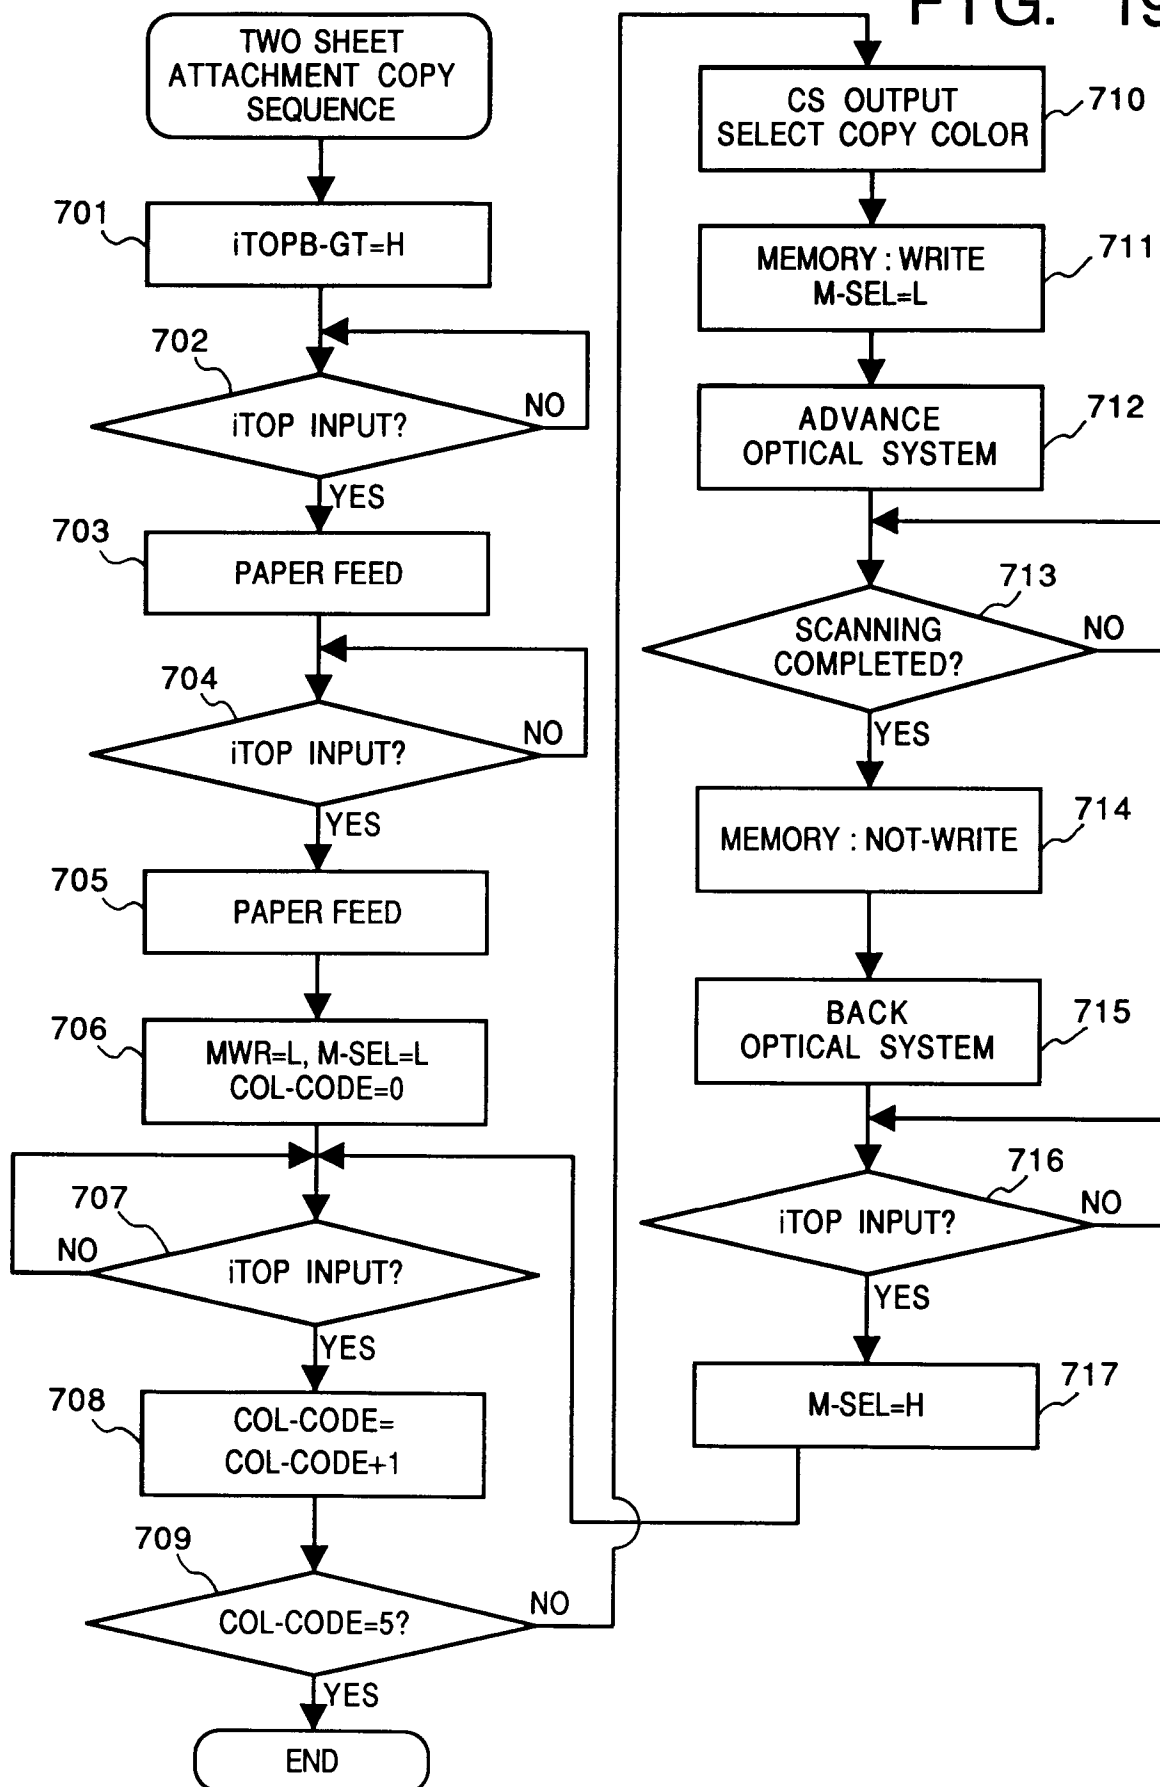 FIG. 19
TWO SHEET
ATTACHMENT COPY
SEQUENCE
701
iTOPB-GT=H
702
iTOP INPUT?
NO
YES
703
PAPER FEED
704
iTOP INPUT?
NO
YES
705
PAPER FEED
706
MWR=L, M-SEL=L
COL-CODE=0
707
NO
iTOP INPUT?
YES
708
COL-CODE=
COL-CODE+1
709
COL-CODE=5?
NO
YES
END
CS OUTPUT
SELECT COPY COLOR
710
MEMORY : WRITE
M-SEL=L
711
ADVANCE
OPTICAL SYSTEM
712
713
SCANNING
COMPLETED?
NO
YES
MEMORY : NOT-WRITE
714
BACK
OPTICAL SYSTEM
715
716
iTOP INPUT?
NO
YES
M-SEL=H
717